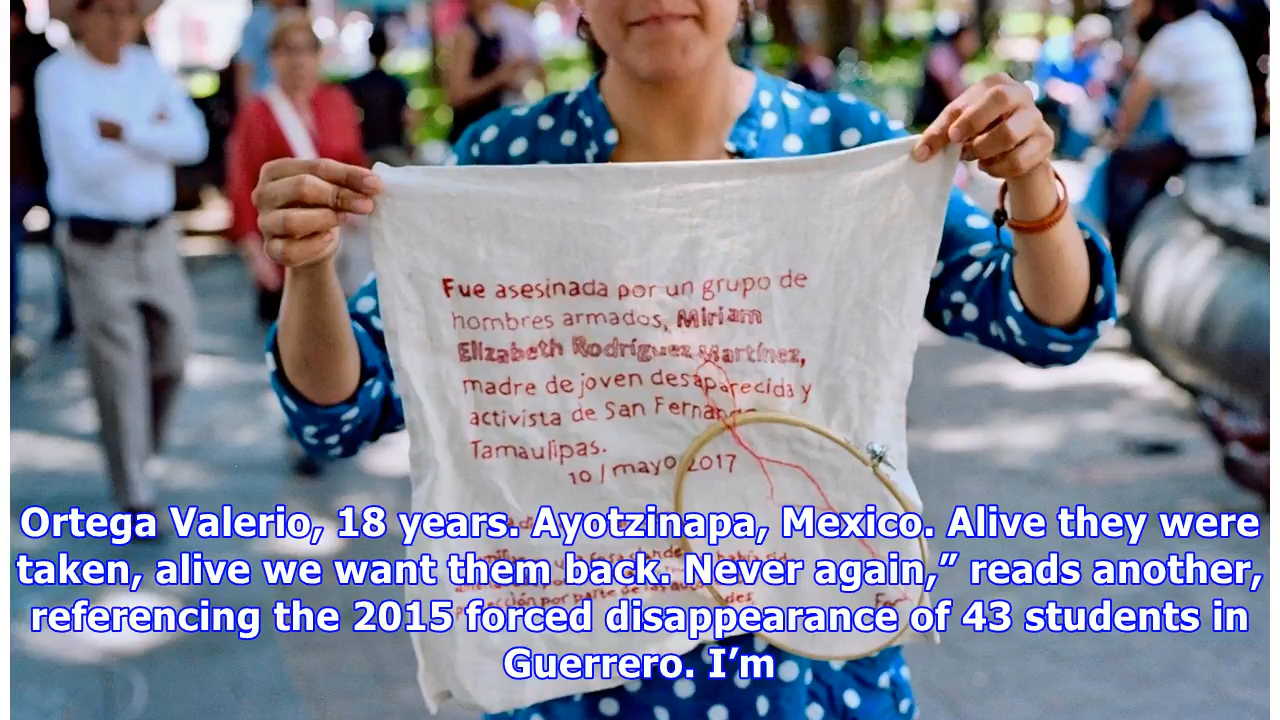 Fue asesinada por un grupo de
hombres armados, Miriam
Elizabeth Rodríguez Martínez,
madre de joven desaparecida y
activista de San Fernando
Tamaulipas.
10 / mayo 2017
Ortega Valerio, 18 years. Ayotzinapa, Mexico. Alive they were
taken, alive we want them back. Never again,” reads another,
referencing the 2015 forced disappearance of 43 students in
Guerrero. I’m